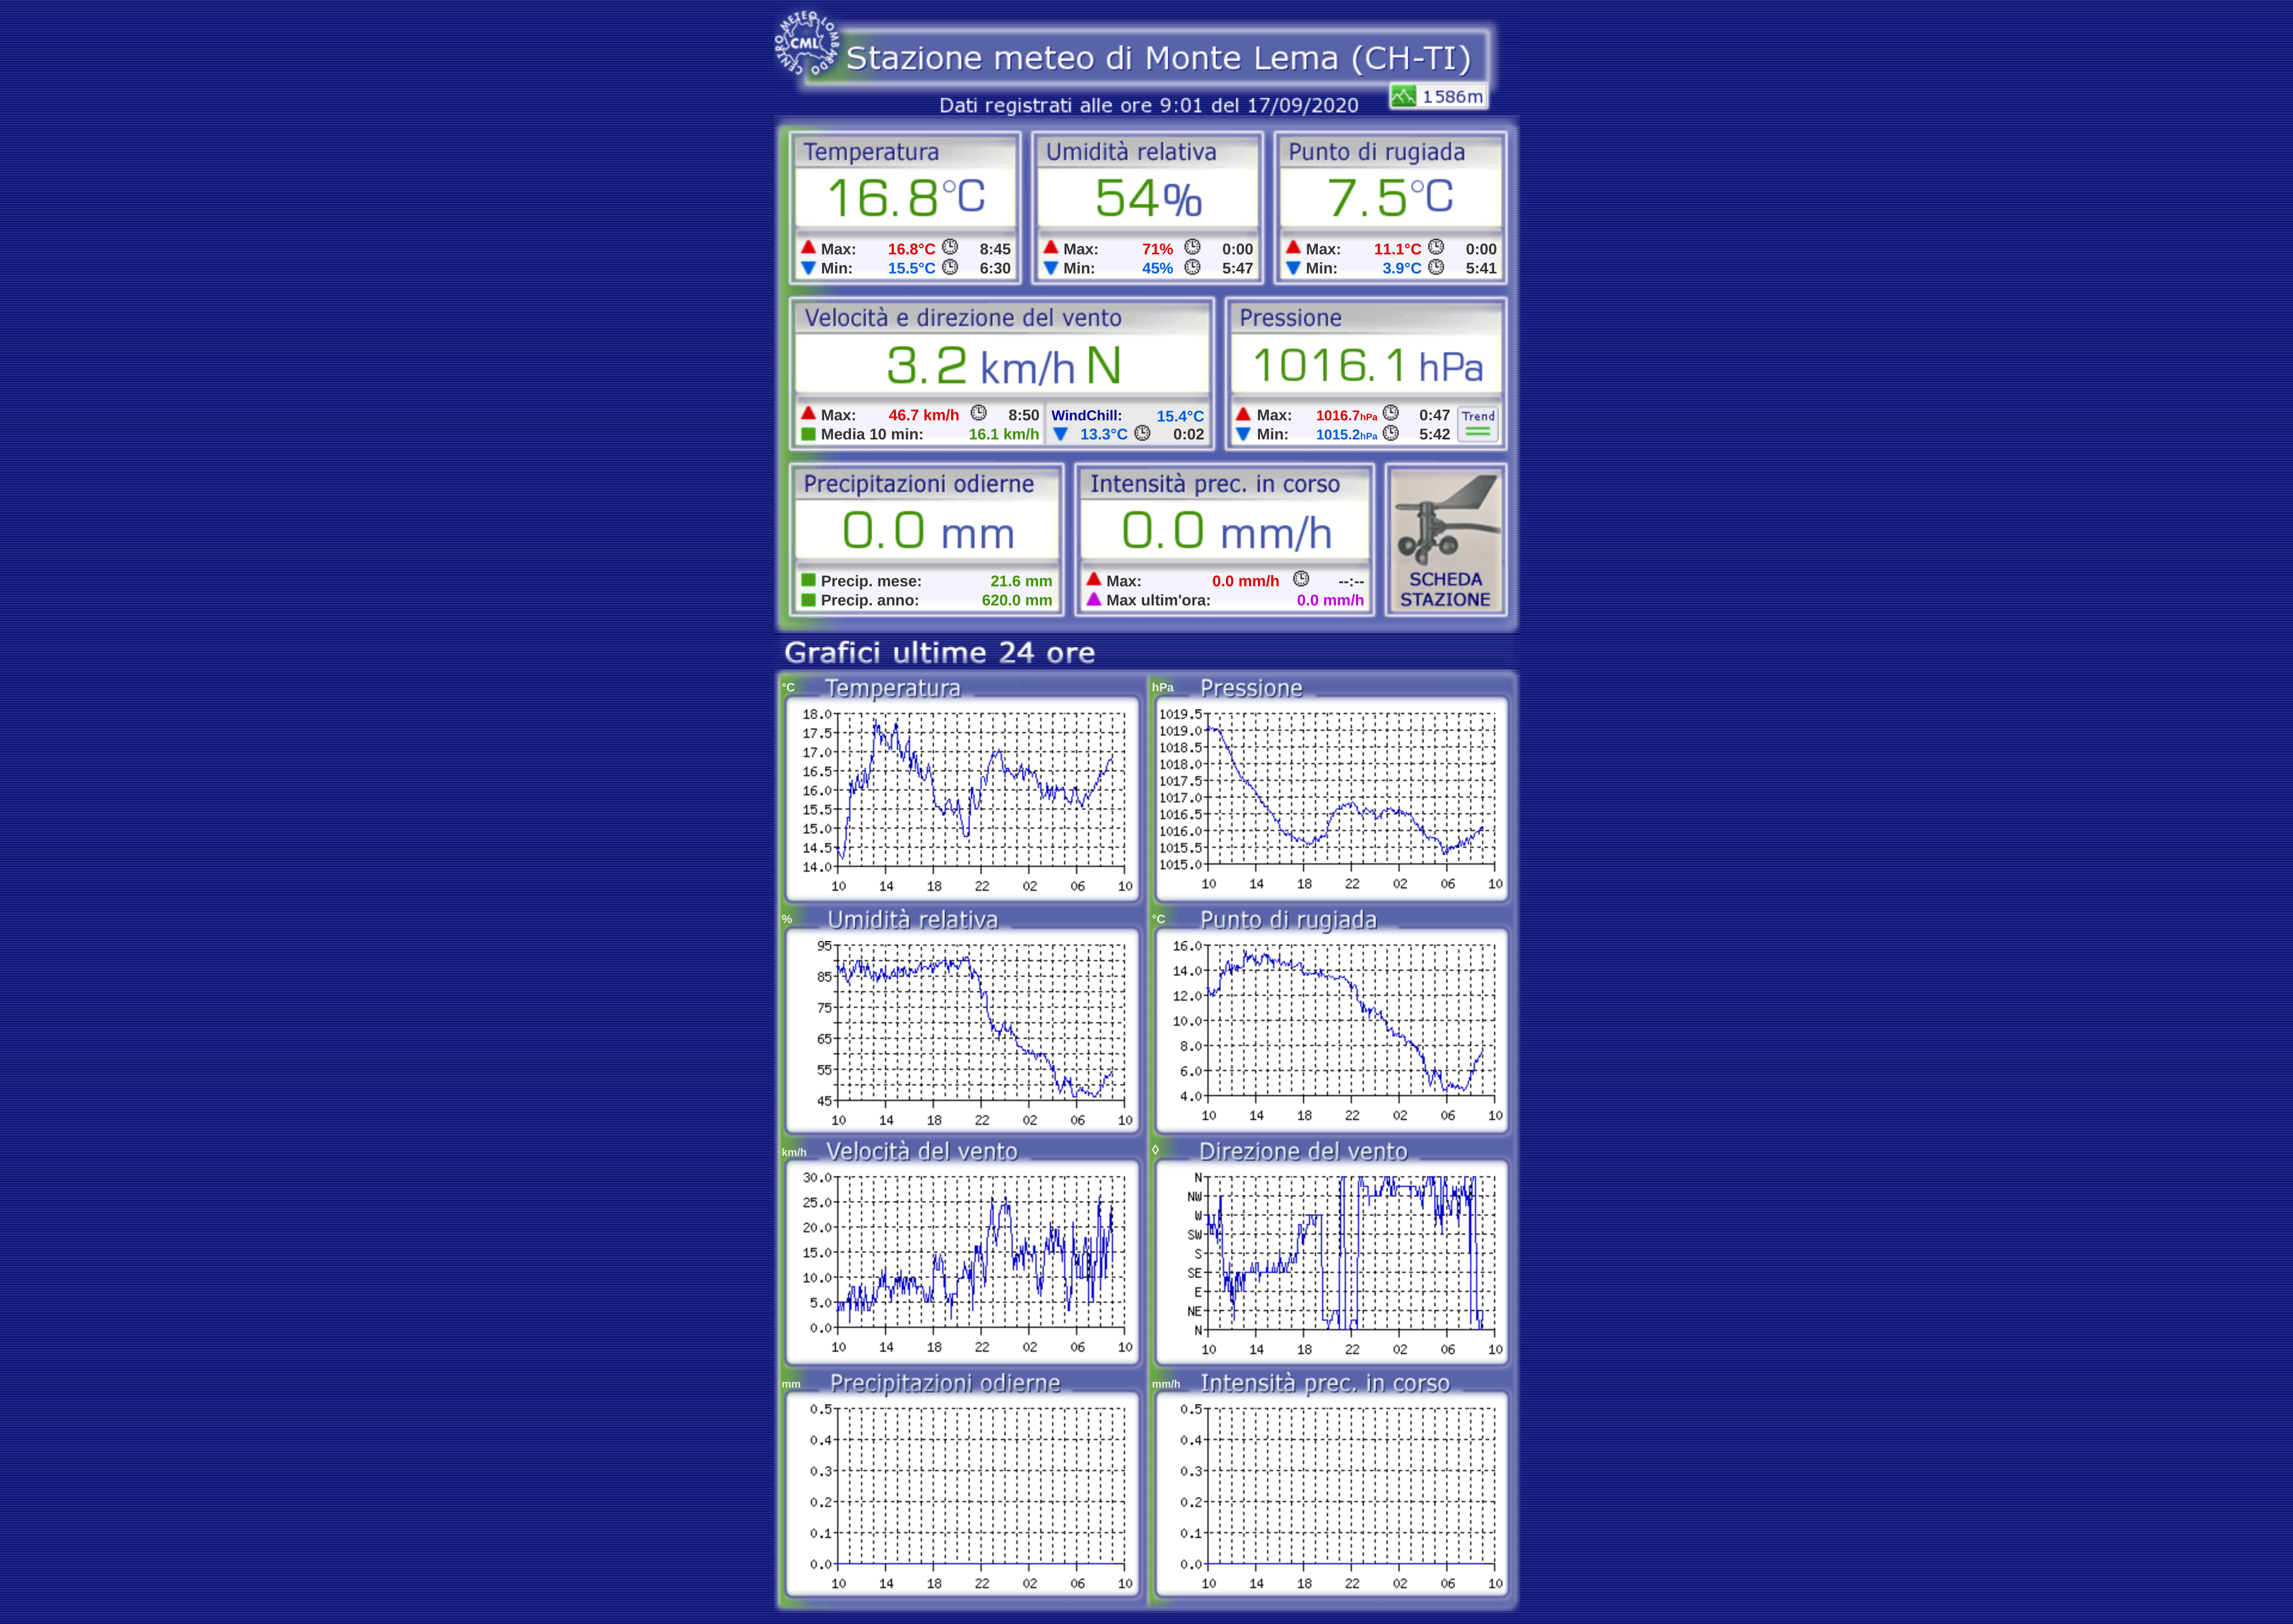 CENTRO METEO LOMBARDO
CML
Stazione meteo di Monte Lema (CH-TI)
1586m
Dati registrati alle ore 9:01 del 17/09/2020
Temperatura
16.8°C
Max: 16.8°C 8:45
Min: 15.5°C 6:30
Umidità relativa
54%
Max: 71% 0:00
Min: 45% 5:47
Punto di rugiada
7.5°C
Max: 11.1°C 0:00
Min: 3.9°C 5:41
Velocità e direzione del vento
3.2 km/h N
Max: 46.7 km/h 8:50
Media 10 min: 16.1 km/h
WindChill: 15.4°C
13.3°C 0:02
Pressione
1016.1 hPa
Max: 1016.7hPa 0:47
Min: 1015.2hPa 5:42
Trend
Precipitazioni odierne
0.0 mm
Precip. mese: 21.6 mm
Precip. anno: 620.0 mm
Intensità prec. in corso
0.0 mm/h
Max: 0.0 mm/h --:--
Max ultim'ora: 0.0 mm/h
SCHEDA
STAZIONE
Grafici ultime 24 ore
°C Temperatura
18.0
17.5
17.0
16.5
16.0
15.5
15.0
14.5
14.0
10 14 18 22 02 06 10
hPa Pressione
1019.5
1019.0
1018.5
1018.0
1017.5
1017.0
1016.5
1016.0
1015.5
1015.0
10 14 18 22 02 06 10
% Umidità relativa
95
85
75
65
55
45
10 14 18 22 02 06 10
°C Punto di rugiada
16.0
14.0
12.0
10.0
8.0
6.0
4.0
10 14 18 22 02 06 10
km/h Velocità del vento
30.0
25.0
20.0
15.0
10.0
5.0
0.0
10 14 18 22 02 06 10
◊ Direzione del vento
N
NW
W
SW
S
SE
E
NE
N
10 14 18 22 02 06 10
mm Precipitazioni odierne
0.5
0.4
0.3
0.2
0.1
0.0
10 14 18 22 02 06 10
mm/h Intensità prec. in corso
0.5
0.4
0.3
0.2
0.1
0.0
10 14 18 22 02 06 10